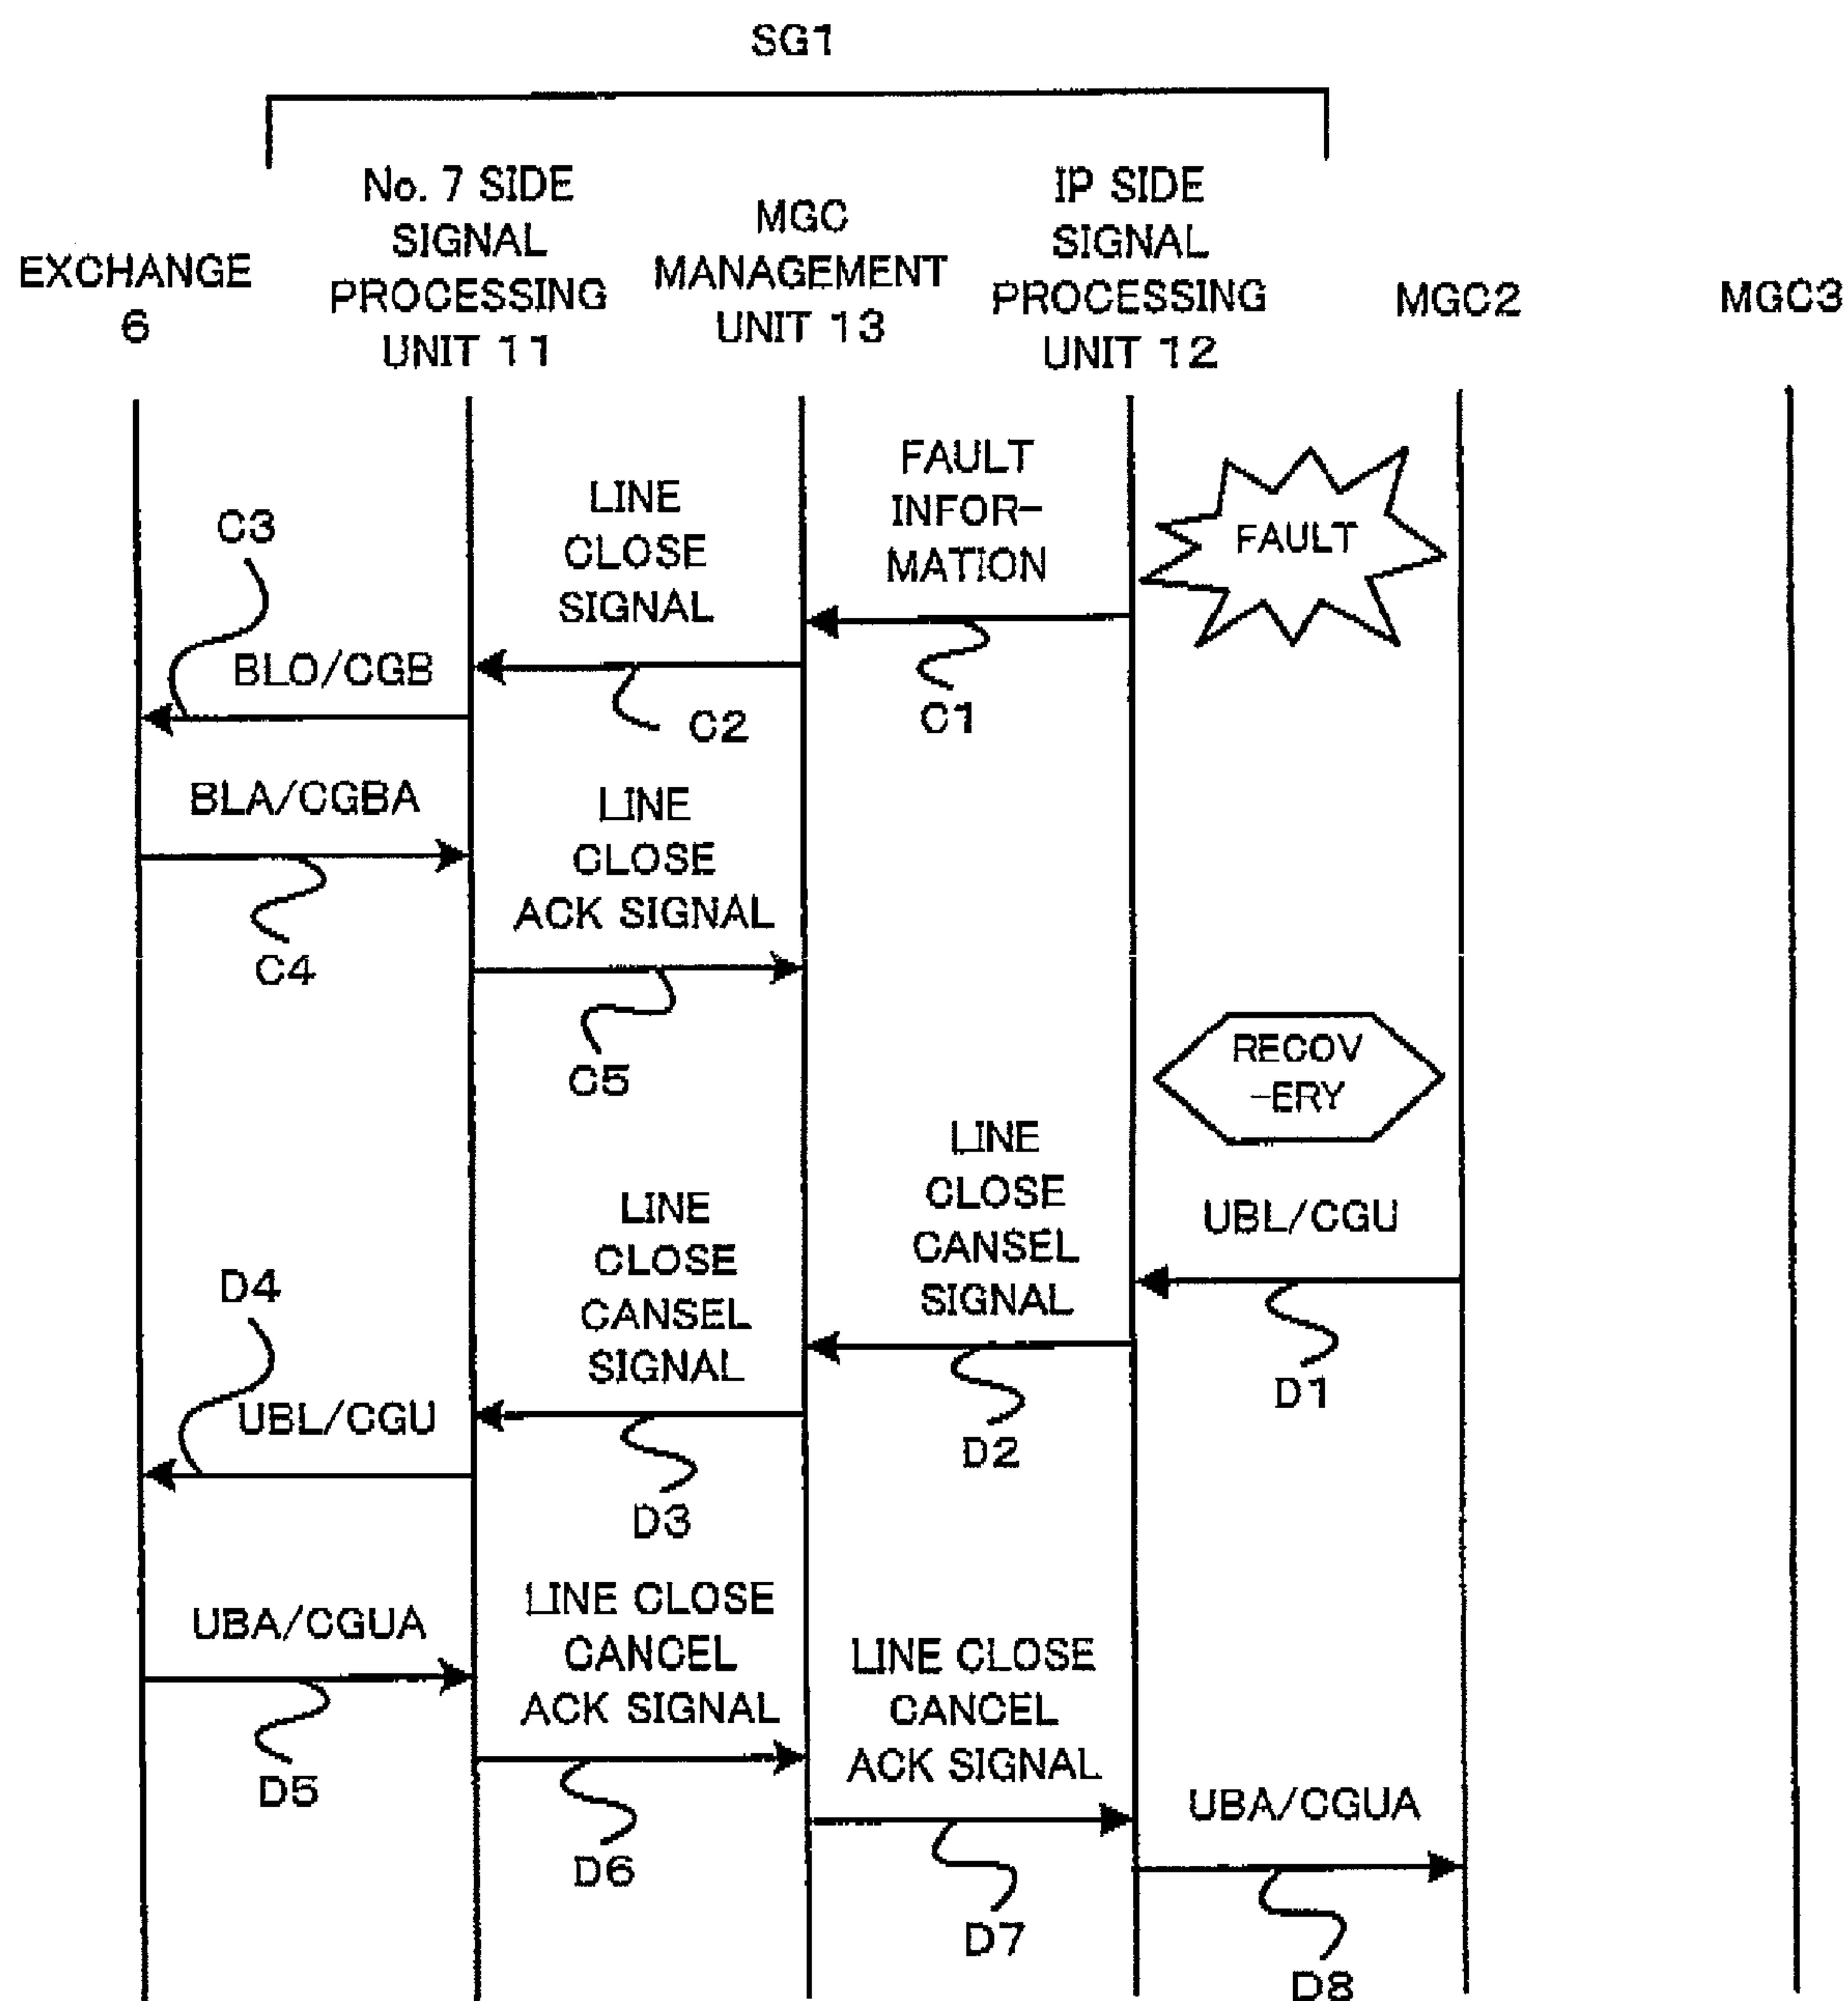 SG1
EXCHANGE
6
No. 7 SIDE
SIGNAL
PROCESSING
UNIT 11
MGC
MANAGEMENT
UNIT 13
IP SIDE
SIGNAL
PROCESSING
UNIT 12
MGC2
MGC3
FAULT
FAULT
INFOR-
MATION
C1
LINE
CLOSE
SIGNAL
C2
C3
BLO/CGB
BLA/CGBA
C4
LINE
CLOSE
ACK SIGNAL
C5
RECOV
-ERY
UBL/CGU
D1
LINE
CLOSE
CANSEL
SIGNAL
D2
LINE
CLOSE
CANSEL
SIGNAL
D3
D4
UBL/CGU
UBA/CGUA
D5
LINE CLOSE
CANCEL
ACK SIGNAL
D6
LINE CLOSE
CANCEL
ACK SIGNAL
D7
UBA/CGUA
D8